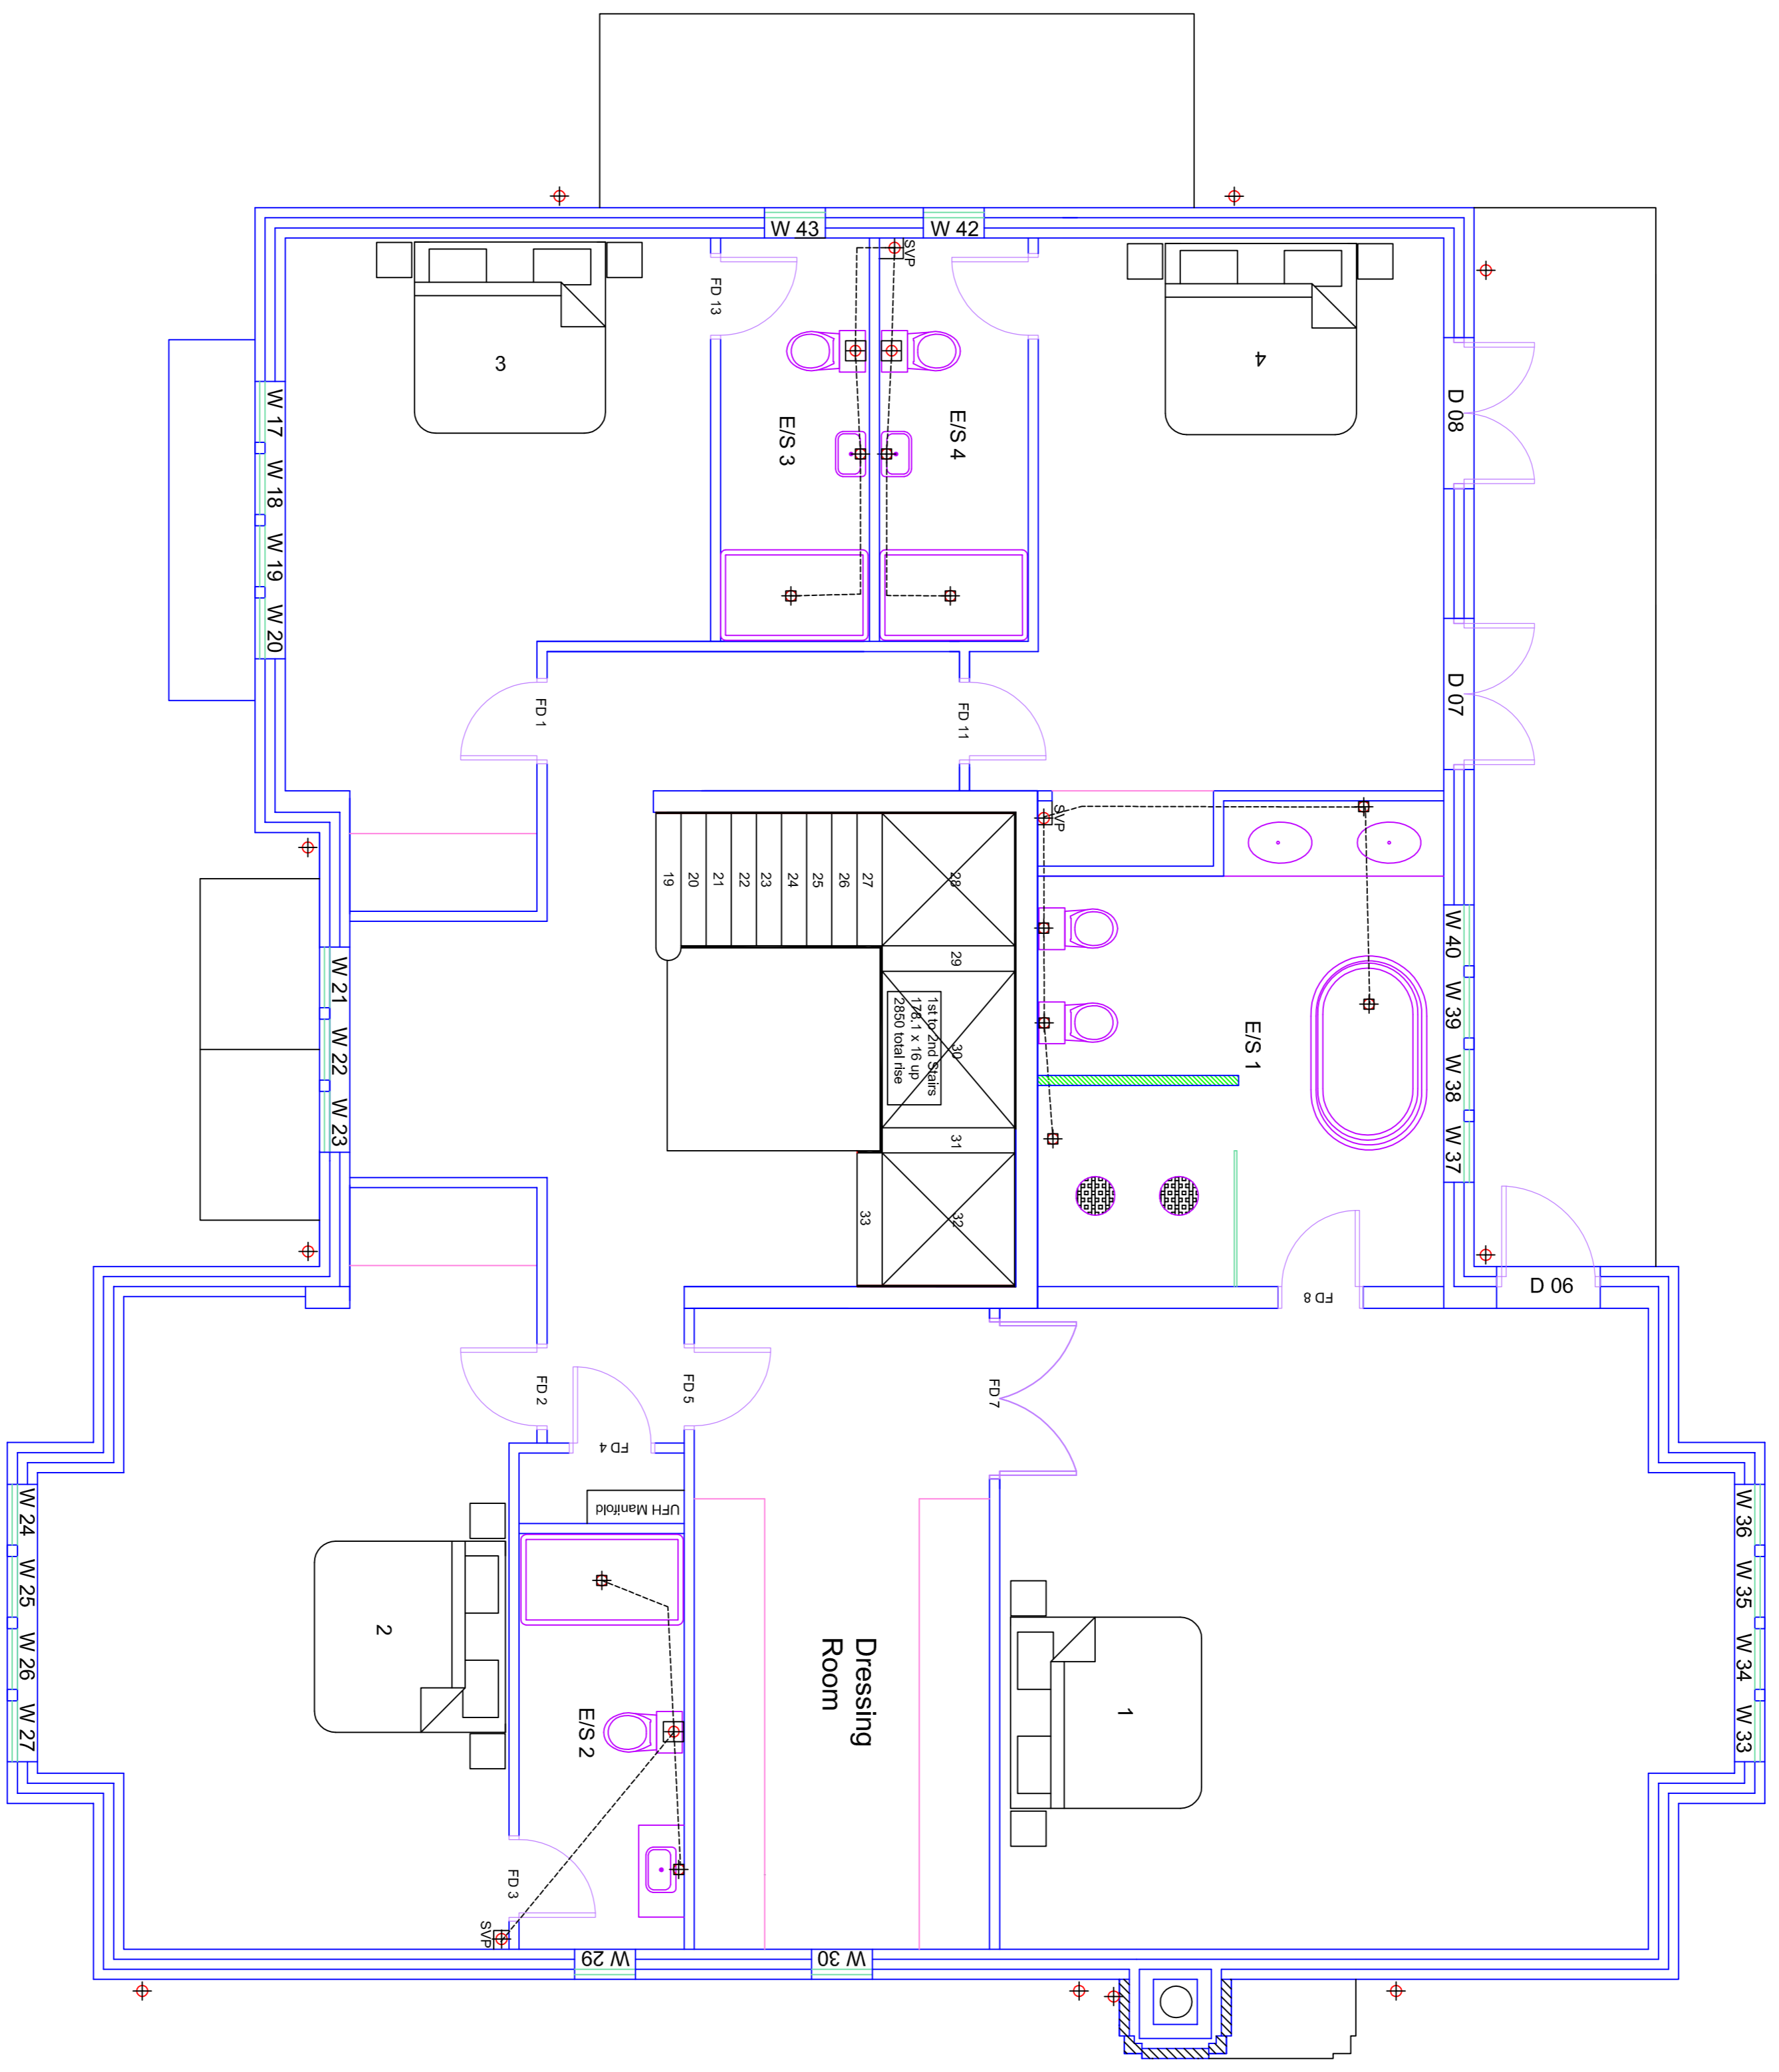 W 43
W 42
SVP
FD 13
3
4
E/S 3
E/S 4
D 08
W 17
W 18
W 19
W 20
FD 1
FD 11
D 07
SVP
19
20
21
22
23
24
25
26
27
28
29
30
31
32
33
1st to 2nd Stairs
178.1 x 16 up
2850 total rise
E/S 1
W 40
W 39
W 38
W 37
W 21
W 22
W 23
D 06
FD 8
FD 2
FD 5
FD 7
FD 4
UFH Manifold
W 24
W 25
W 26
W 27
2
E/S 2
Dressing
Room
1
W 36
W 35
W 34
W 33
FD 3
SVP
W 29
W 30